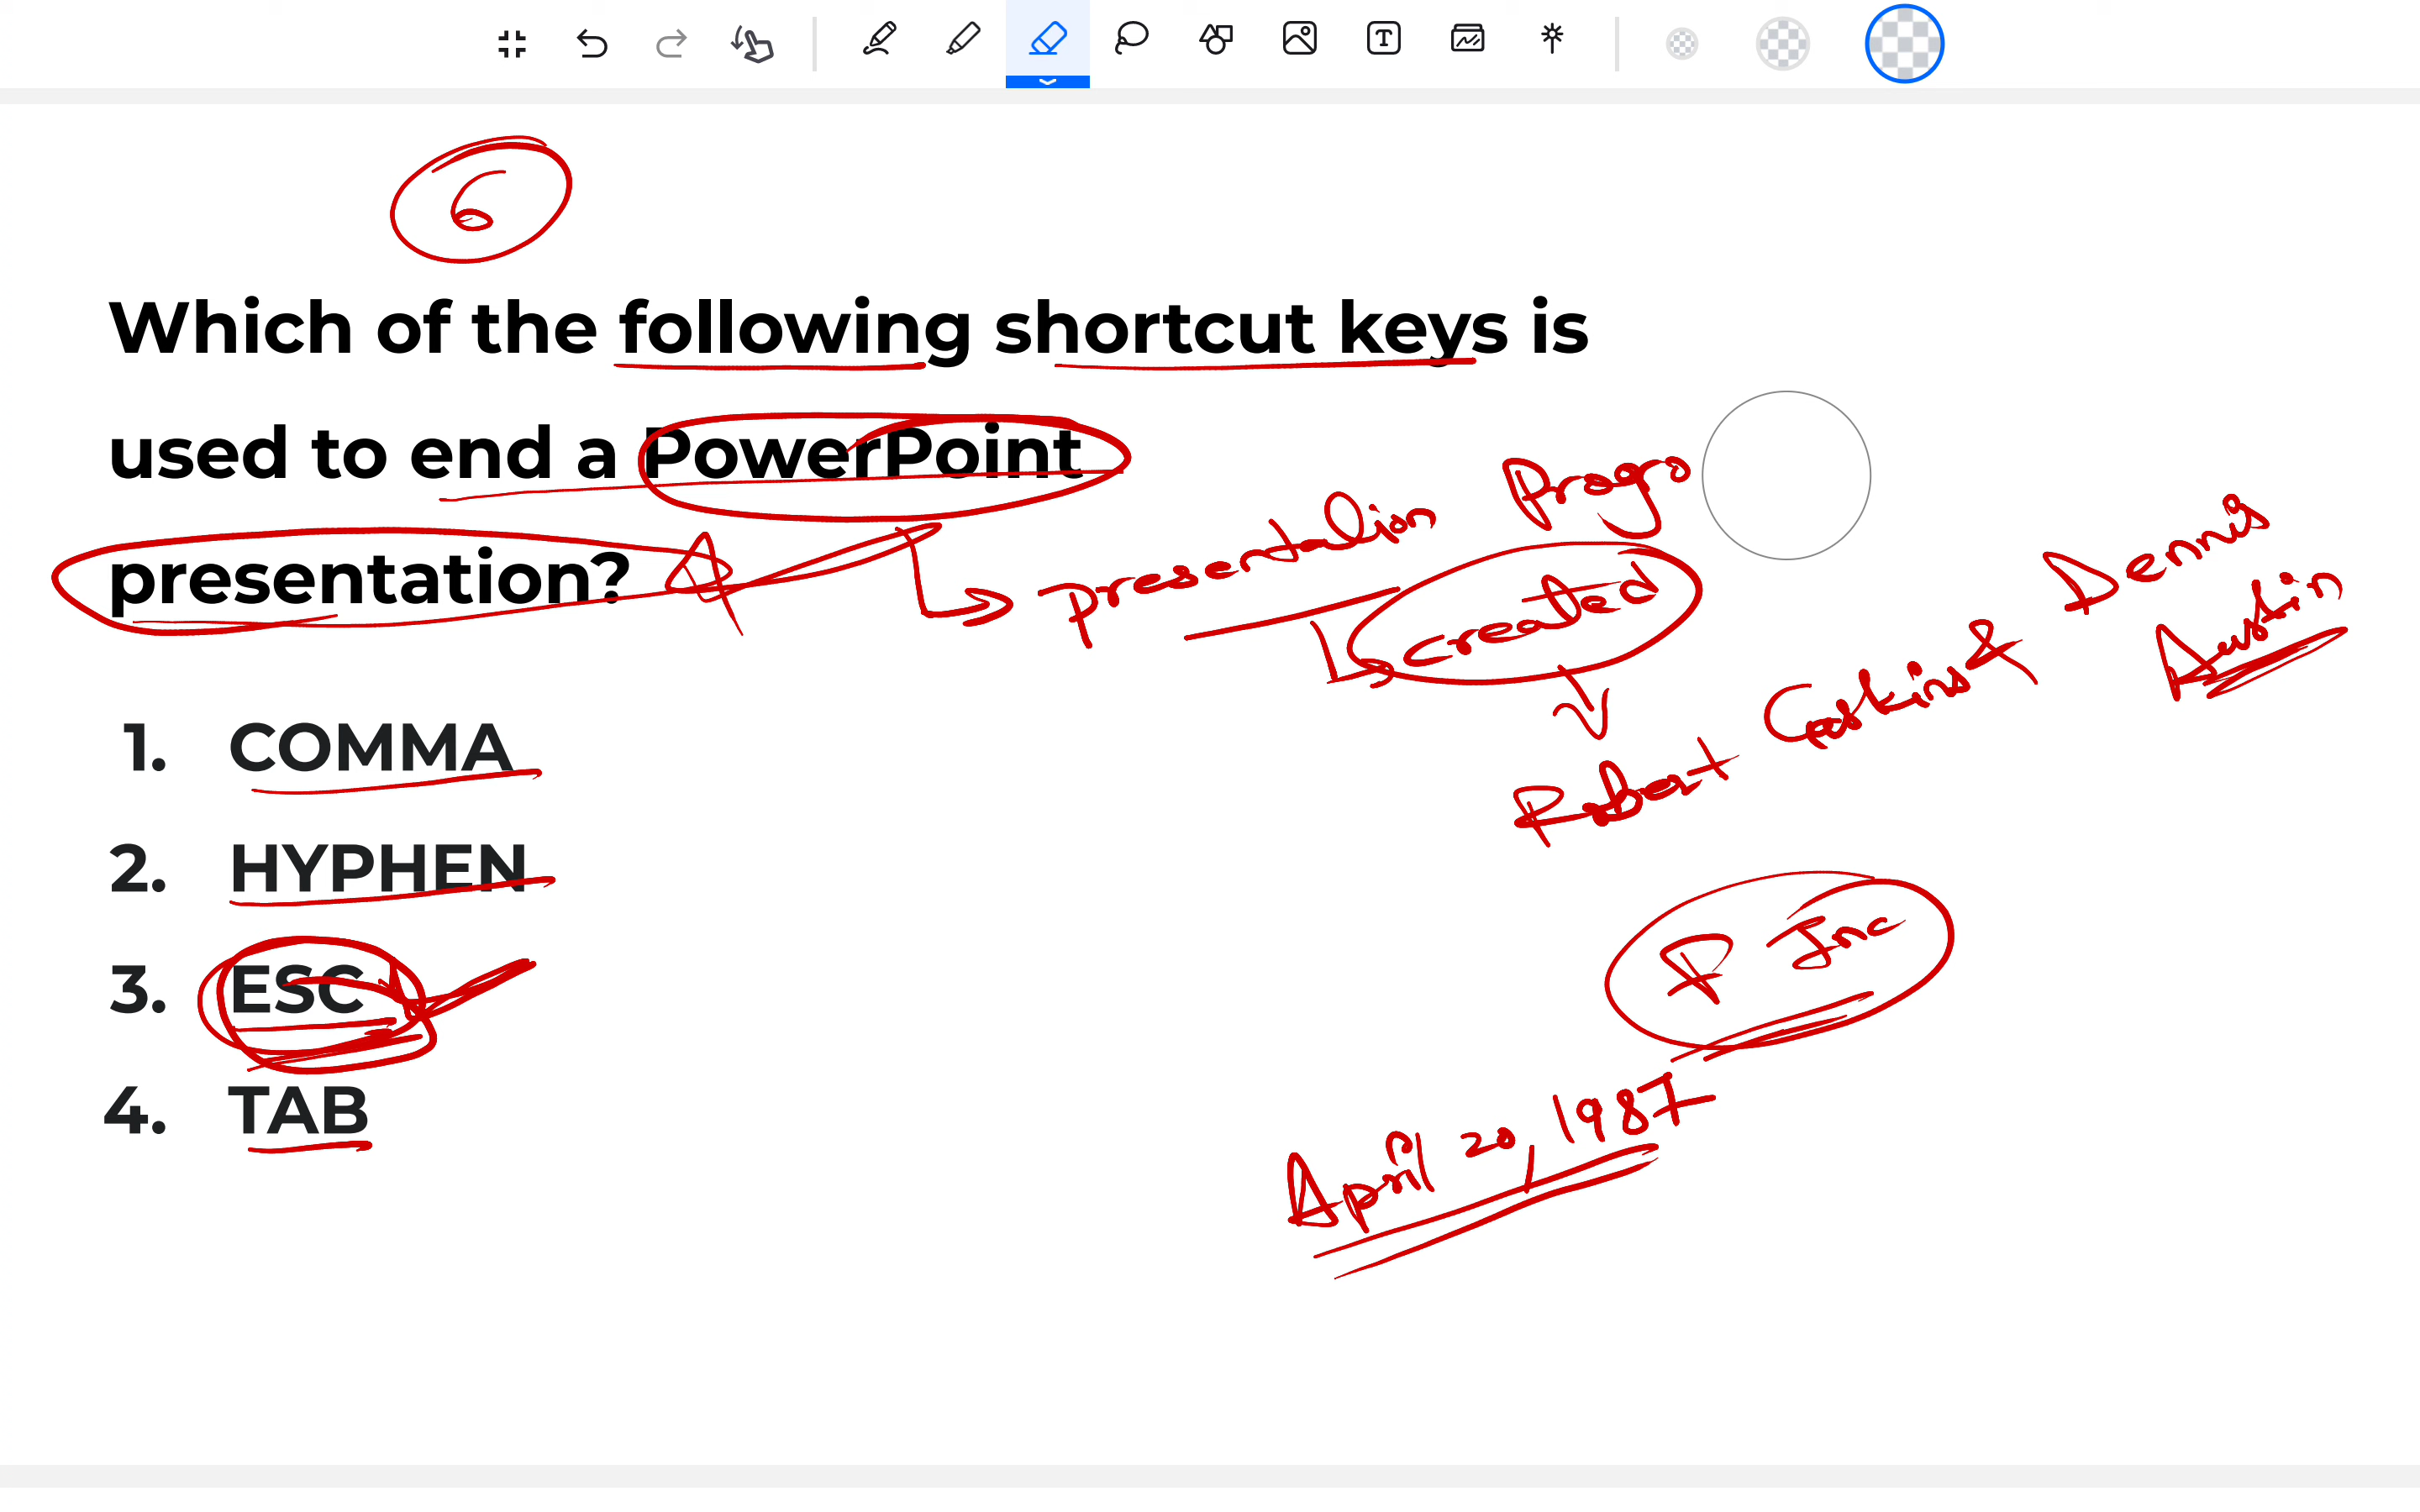 6
Which of the following shortcut keys is
used to end a PowerPoint
presentation?
presentation Progra
created
Robert Gaskins & Dennis
Austin
1. COMMA
2. HYPHEN
3. ESC
4. TAB
P Inc
April 20, 1987